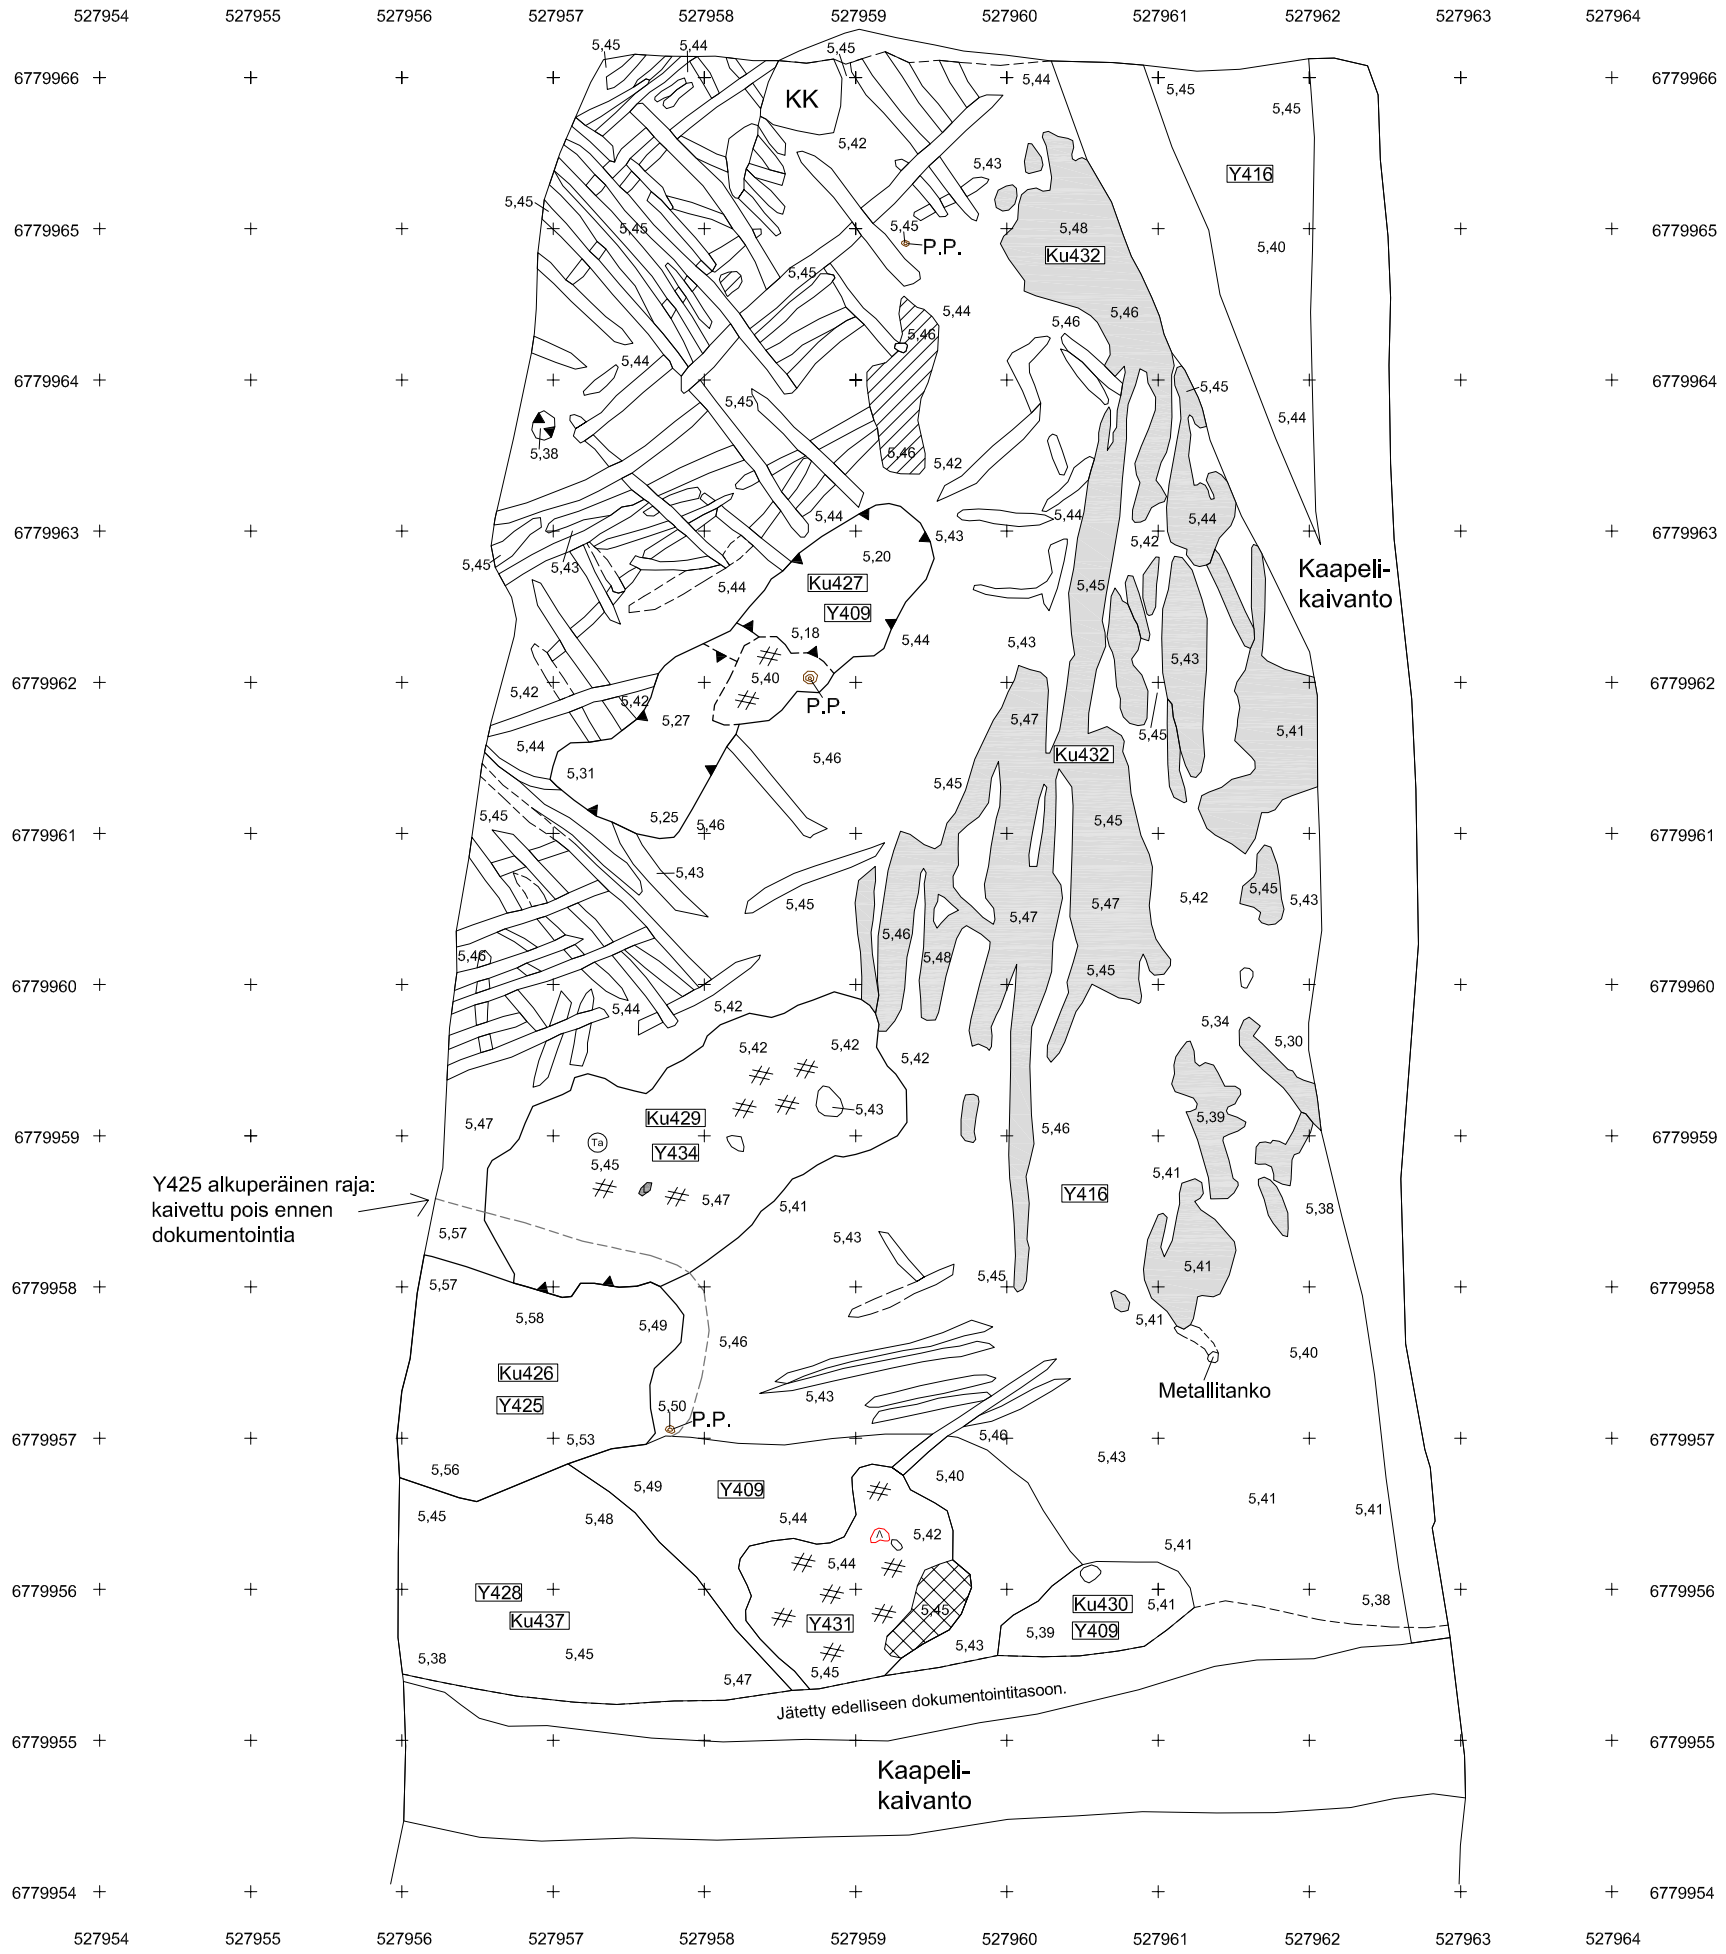 527954 527955 527956 527957 527958 527959 527960 527961 527962 527963 527964
5,45 5,44 5,45
6779966 5,44 5,45 6779966
KK 5,45
5,42
5,43 Y416
5,45
6779965 5,45 5,45 5,48 6779965
P.P. Ku432 5,40
5,45
5,44 5,46
5,46 5,46
5,44
6779964 5,45 6779964
5,45
5,44
5,38 5,46 5,42
5,44 5,44 5,44
6779963 5,43 5,42 6779963
5,45 5,43 5,20
Kaapeli-
kaivanto
5,44 Ku427 5,45
Y409
5,18 5,44 5,43
5,43
6779962 5,42 5,40 6779962
5,42 P.P.
5,27 5,47 5,45 5,41
5,44 5,46 Ku432
5,31 5,45
5,45 5,25 5,46 5,45
6779961 6779961
5,43
5,45 5,47 5,47 5,42 5,45 5,43
5,46
5,46 5,48 5,45
6779960 6779960
5,44 5,42
5,34 5,30
5,42 5,42 5,42
5,47 Ku429 5,43 5,46 5,39
6779959 Ta Y434 6779959
5,45 5,41
Y425 alkuperäinen raja:
kaivettu pois ennen
dokumentointia
5,47 5,41 Y416 5,38
5,57 5,43
5,41
6779958 5,57 5,45 6779958
5,58 5,49 5,41
5,46 5,40
Ku426 Metallitanko
Y425 5,43
5,50 P.P.
6779957 5,53 5,46 6779957
5,56 5,43
5,49 Y409 5,40
5,45 5,48 5,44 5,41 5,41
5,42 5,41
5,44
6779956 Y428 Ku430 5,41 5,38 6779956
Ku437 Y431 5,45 5,39 Y409
5,38 5,45 5,43
5,47 5,45
Jätetty edelliseen dokumentointitasoon.
6779955 6779955
Kaapeli-
kaivanto
6779954 6779954
527954 527955 527956 527957 527958 527959 527960 527961 527962 527963 527964